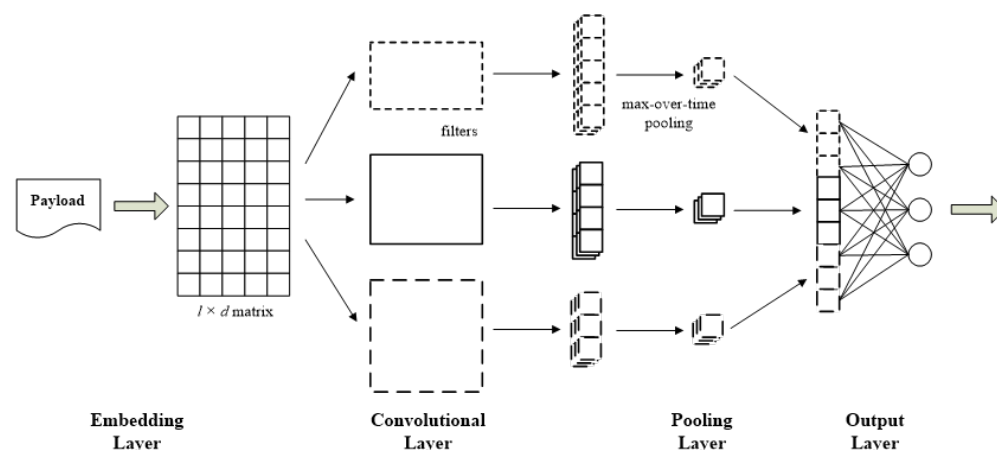 max-over-time
pooling
filters
Payload
l × d matrix
Embedding
Layer
Convolutional
Layer
Pooling
Layer
Output
Layer